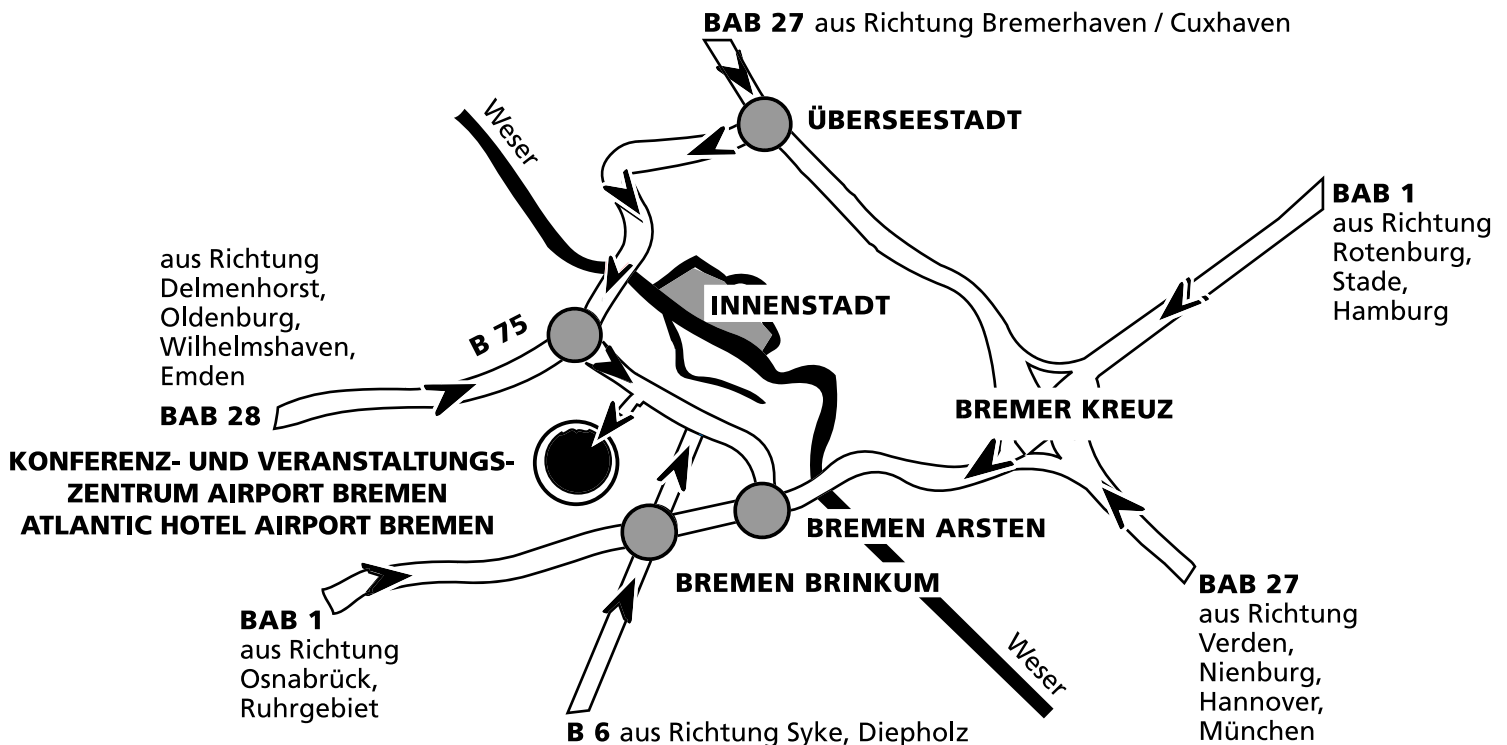 BAB 27 aus Richtung Bremerhaven / Cuxhaven
Weser
ÜBERSEESTADT
BAB 1
aus Richtung
Rotenburg,
Stade,
Hamburg
aus Richtung
Delmenhorst,
Oldenburg,
Wilhelmshaven,
Emden
BAB 28
B 75
INNENSTADT
BREMER KREUZ
KONFERENZ- UND VERANSTALTUNGS-
ZENTRUM AIRPORT BREMEN
ATLANTIC HOTEL AIRPORT BREMEN
BREMEN ARSTEN
BREMEN BRINKUM
BAB 1
aus Richtung
Osnabrück,
Ruhrgebiet
Weser
BAB 27
aus Richtung
Verden,
Nienburg,
Hannover,
München
B 6 aus Richtung Syke, Diepholz